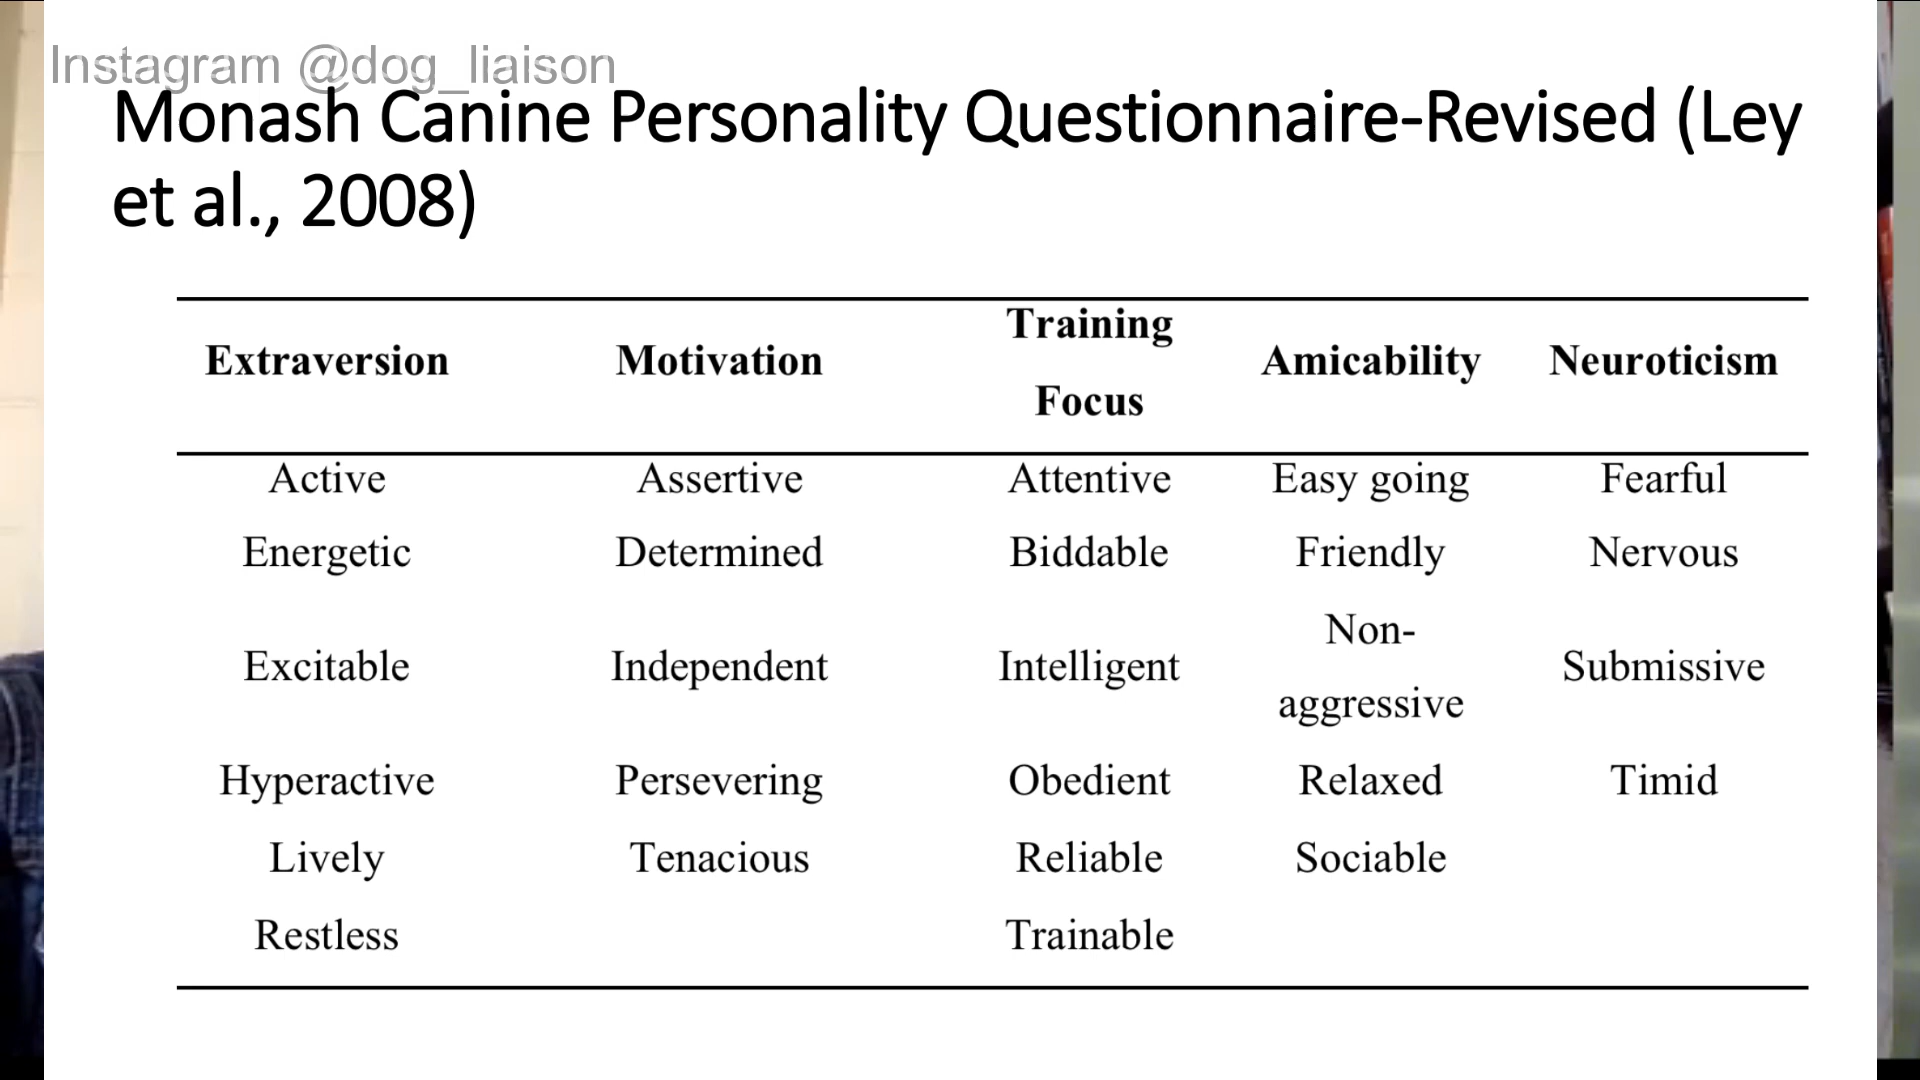 Instagram @dog_liaison
Monash Canine Personality Questionnaire-Revised (Ley
et al., 2008)
Extraversion Motivation Training Focus Amicability Neuroticism
Active Assertive Attentive Easy going Fearful
Energetic Determined Biddable Friendly Nervous
Excitable Independent Intelligent Non-aggressive Submissive
Hyperactive Persevering Obedient Relaxed Timid
Lively Tenacious Reliable Sociable
Restless Trainable